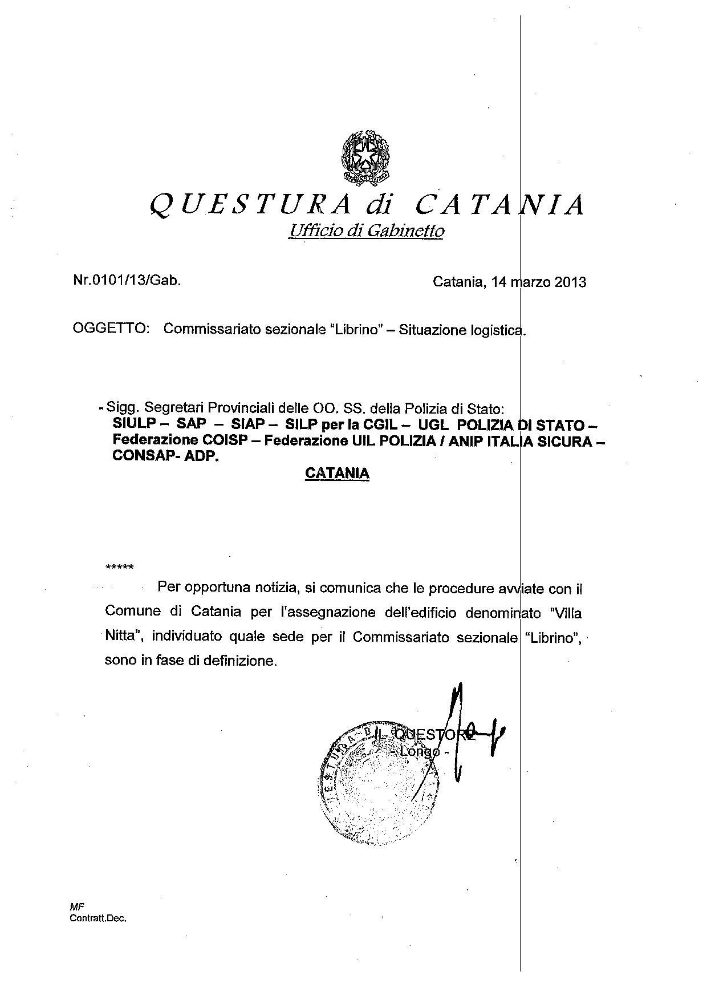 QUESTURA di CATANIA
Ufficio di Gabinetto
Nr.0101/13/Gab. Catania, 14 marzo 2013
OGGETTO: Commissariato sezionale “Librino” – Situazione logistica.
- Sigg. Segretari Provinciali delle OO. SS. della Polizia di Stato:
SIULP – SAP – SIAP – SILP per la CGIL – UGL POLIZIA DI STATO –
Federazione COISP – Federazione UIL POLIZIA / ANIP ITALIA SICURA –
CONSAP- ADP.
CATANIA
*****
Per opportuna notizia, si comunica che le procedure avviate con il
Comune di Catania per l’assegnazione dell’edificio denominato “Villa
Nitta”, individuato quale sede per il Commissariato sezionale “Librino”,
sono in fase di definizione.
IL QUESTORE
- Longo -
MF
Contratt.Dec.